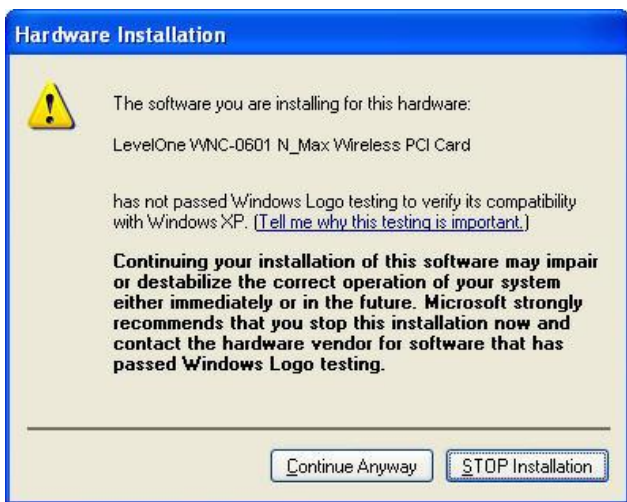 Hardware Installation
The software you are installing for this hardware:
LevelOne WNC-0601 N_Max Wireless PCI Card
has not passed Windows Logo testing to verify its compatibility
with Windows XP. (Tell me why this testing is important.)
Continuing your installation of this software may impair
or destabilize the correct operation of your system
either immediately or in the future. Microsoft strongly
recommends that you stop this installation now and
contact the hardware vendor for software that has
passed Windows Logo testing.
Continue Anyway
STOP Installation